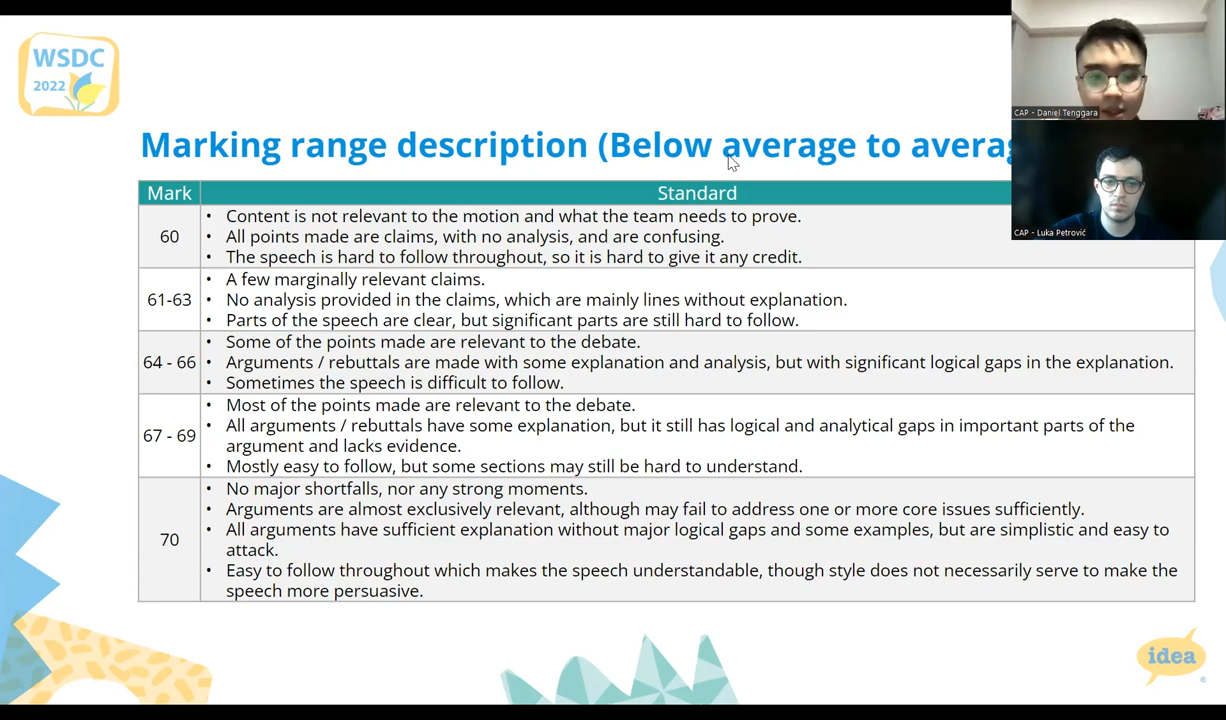 WSDC
2022
CAP - Daniel Tenggara
Marking range description (Below average to
CAP - Luka Petrović
Mark
Standard
60
• Content is not relevant to the motion and what the team needs to prove.
• All points made are claims, with no analysis, and are confusing.
• The speech is hard to follow throughout, so it is hard to give it any credit.
61-63
• A few marginally relevant claims.
• No analysis provided in the claims, which are mainly lines without explanation.
• Parts of the speech are clear, but significant parts are still hard to follow.
64 - 66
• Some of the points made are relevant to the debate.
• Arguments / rebuttals are made with some explanation and analysis, but with significant logical gaps in the explanation.
• Sometimes the speech is difficult to follow.
67 - 69
• Most of the points made are relevant to the debate.
• All arguments / rebuttals have some explanation, but it still has logical and analytical gaps in important parts of the
argument and lacks evidence.
• Mostly easy to follow, but some sections may still be hard to understand.
70
• No major shortfalls, nor any strong moments.
• Arguments are almost exclusively relevant, although may fail to address one or more core issues sufficiently.
• All arguments have sufficient explanation without major logical gaps and some examples, but are simplistic and easy to
attack.
• Easy to follow throughout which makes the speech understandable, though style does not necessarily serve to make the
speech more persuasive.
idea
®